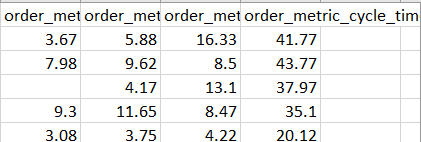 order_met order_met order_met order_metric_cycle_tim
3.67 5.88 16.33 41.77
7.98 9.62 8.5 43.77
4.17 13.1 37.97
9.3 11.65 8.47 35.1
3.08 3.75 4.22 20.12